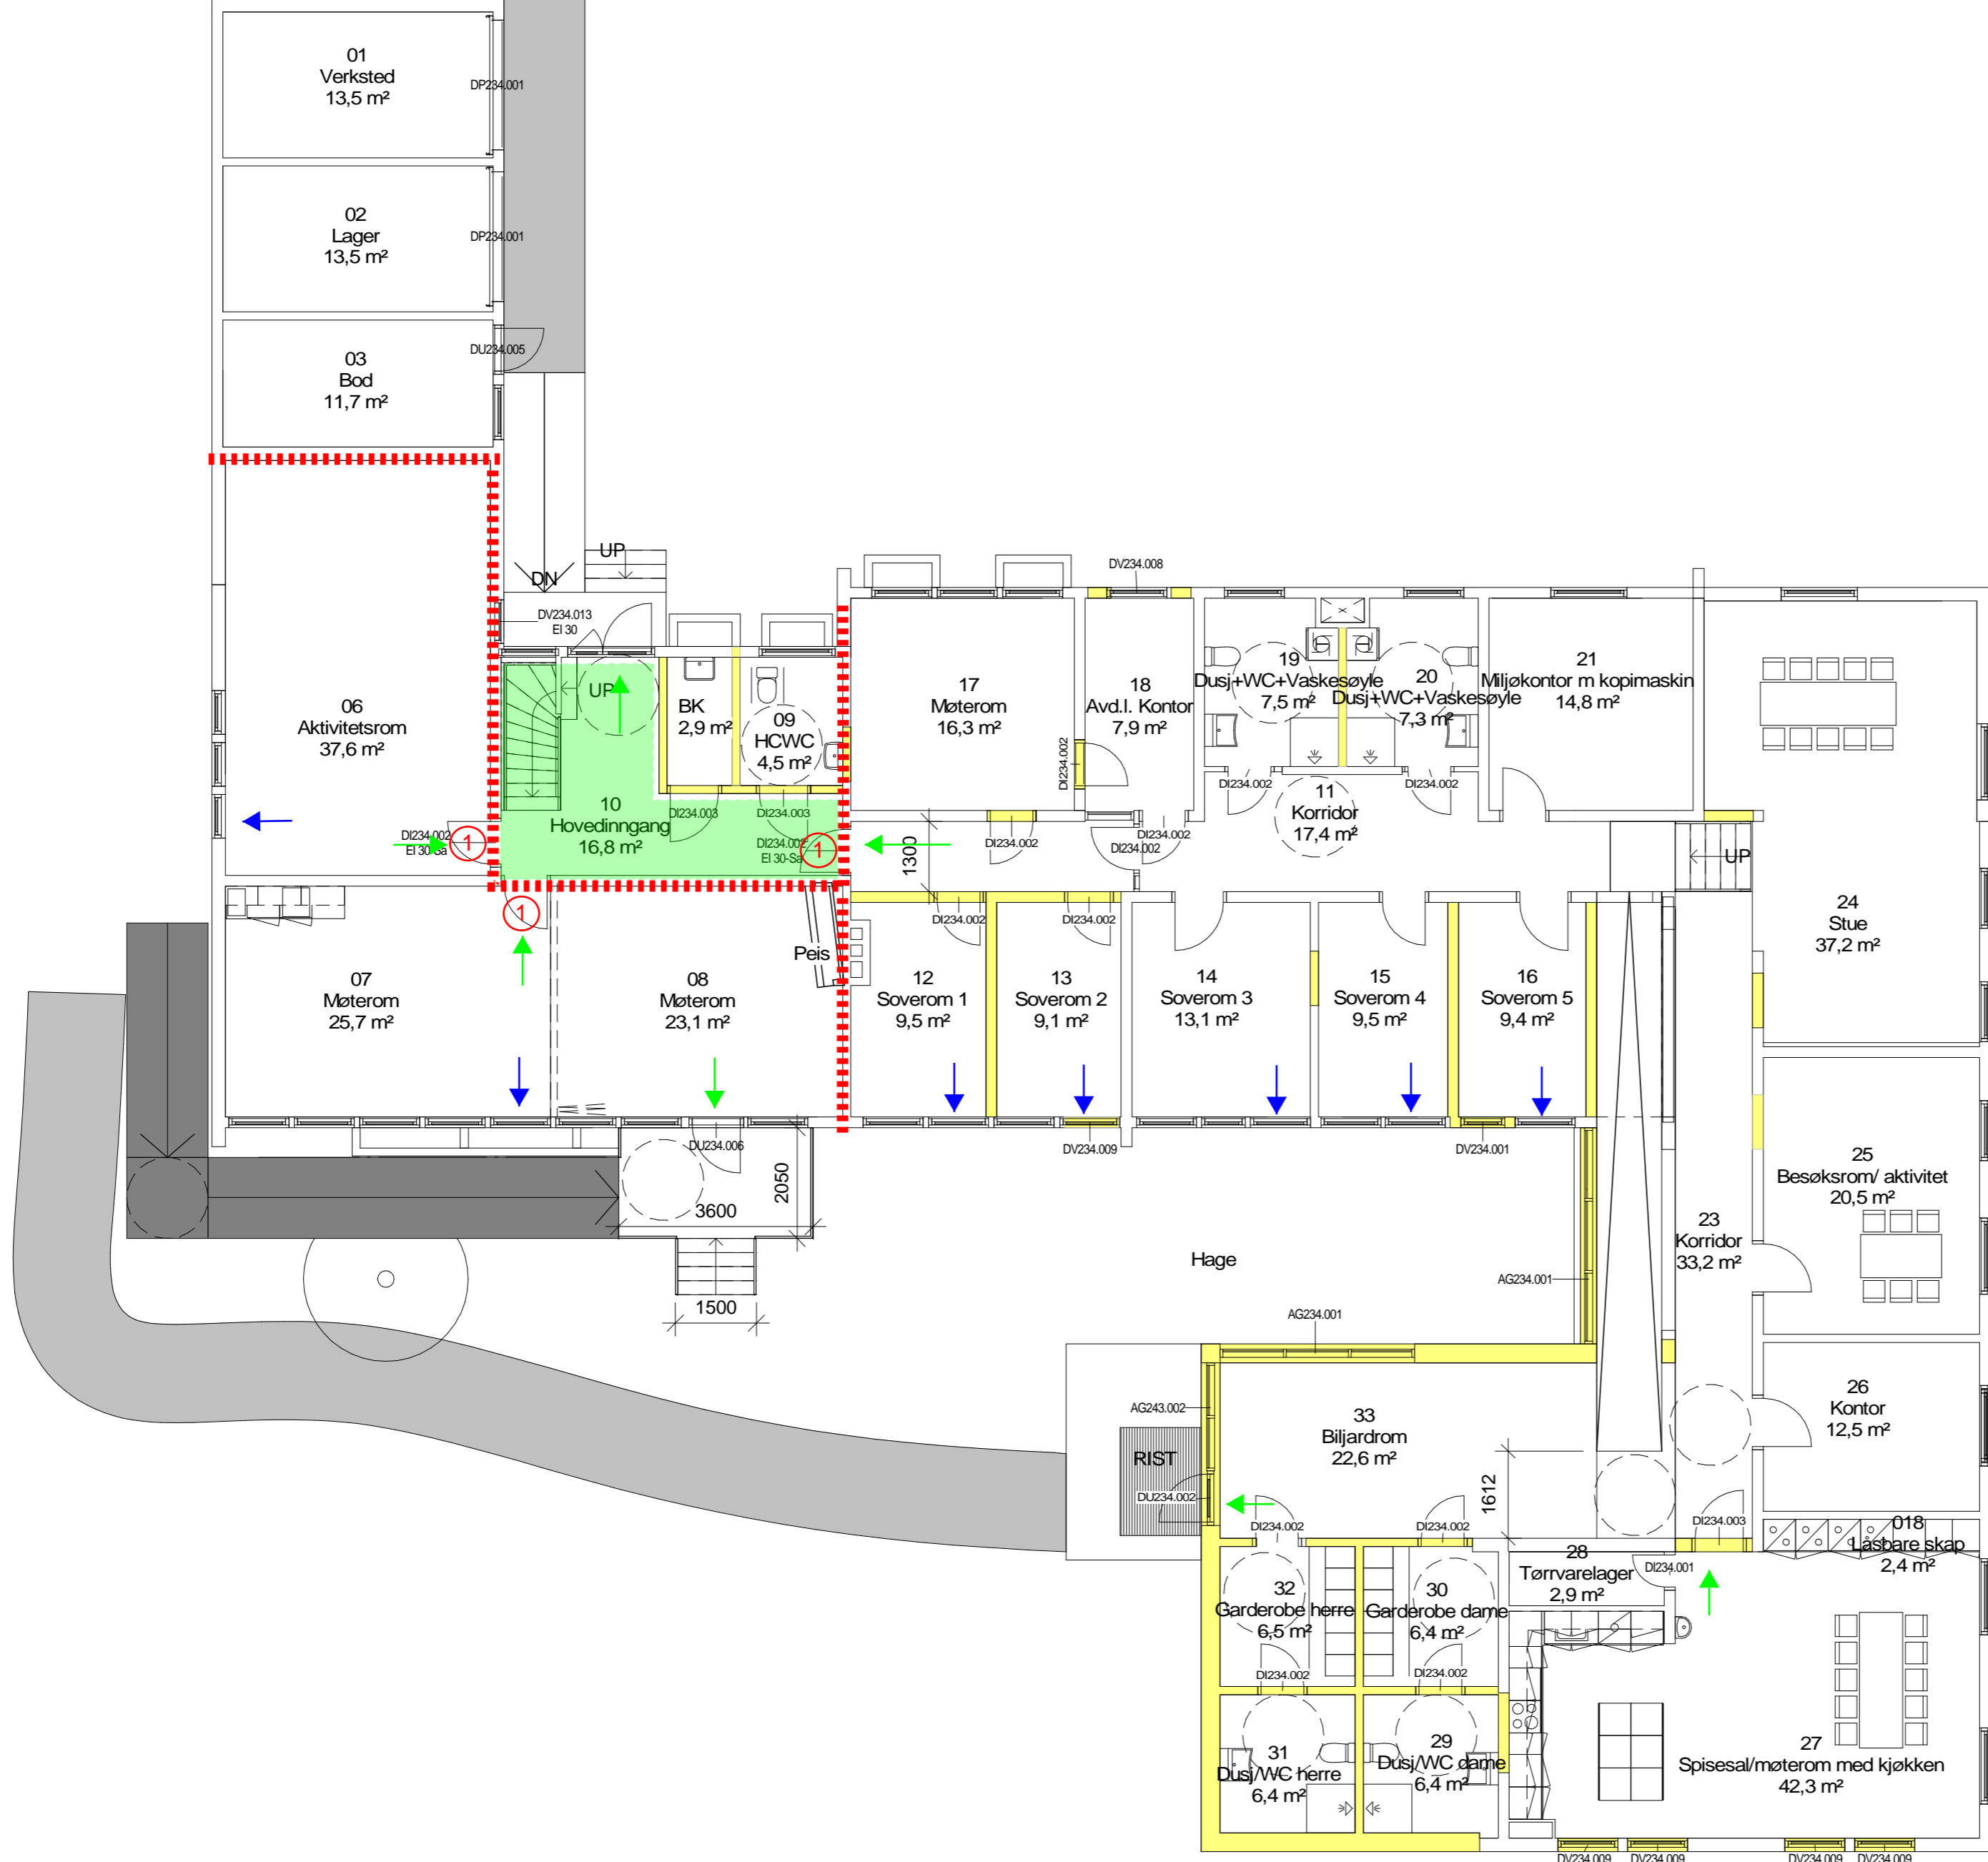 01
Verksted
13,5 m²
DP234.001
02
Lager
13,5 m²
DP234.001
03
Bod
11,7 m²
DU234.005
UP
DN
DV234.013
EI 30
DV234.008
06
Aktivitetsrom
37,6 m²
UP
BK
2,9 m²
09
HCWC
4,5 m²
17
Møterom
16,3 m²
18
Avd.l. Kontor
7,9 m²
DI234.002
19
Dusj+WC+Vaskesøyle
7,5 m²
20
Dusj+WC+Vaskesøyle
7,3 m²
21
Miljøkontor m kopimaskin
14,8 m²
10
Hovedinngang
16,8 m²
DI234.003
DI234.003
DI234.002
EI 30-Sa
1
DI234.002
EI 30-Sa
1
1300
DI234.002
DI234.002
DI234.002
DI234.002
DI234.002
11
Korridor
17,4 m²
UP
1
07
Møterom
25,7 m²
08
Møterom
23,1 m²
Peis
DI234.002
DI234.002
12
Soverom 1
9,5 m²
13
Soverom 2
9,1 m²
14
Soverom 3
13,1 m²
15
Soverom 4
9,5 m²
16
Soverom 5
9,4 m²
24
Stue
37,2 m²
DU234.006
DV234.009
DV234.001
2050
3600
1500
Hage
AG234.001
AG234.001
23
Korridor
33,2 m²
25
Besøksrom/ aktivitet
20,5 m²
26
Kontor
12,5 m²
AG243.002
RIST
DU234.002
33
Biljardrom
22,6 m²
1612
DI234.002
DI234.002
DI234.003
018
Låsbare skap
2,4 m²
28
Tørrvarelager
2,9 m²
DI234.001
32
Garderobe herre
6,5 m²
30
Garderobe dame
6,4 m²
DI234.002
DI234.002
31
Dusj/WC herre
6,4 m²
29
Dusj/WC dame
6,4 m²
27
Spisesal/møterom med kjøkken
42,3 m²
DV234.009
DV234.009
DV234.009
DV234.009